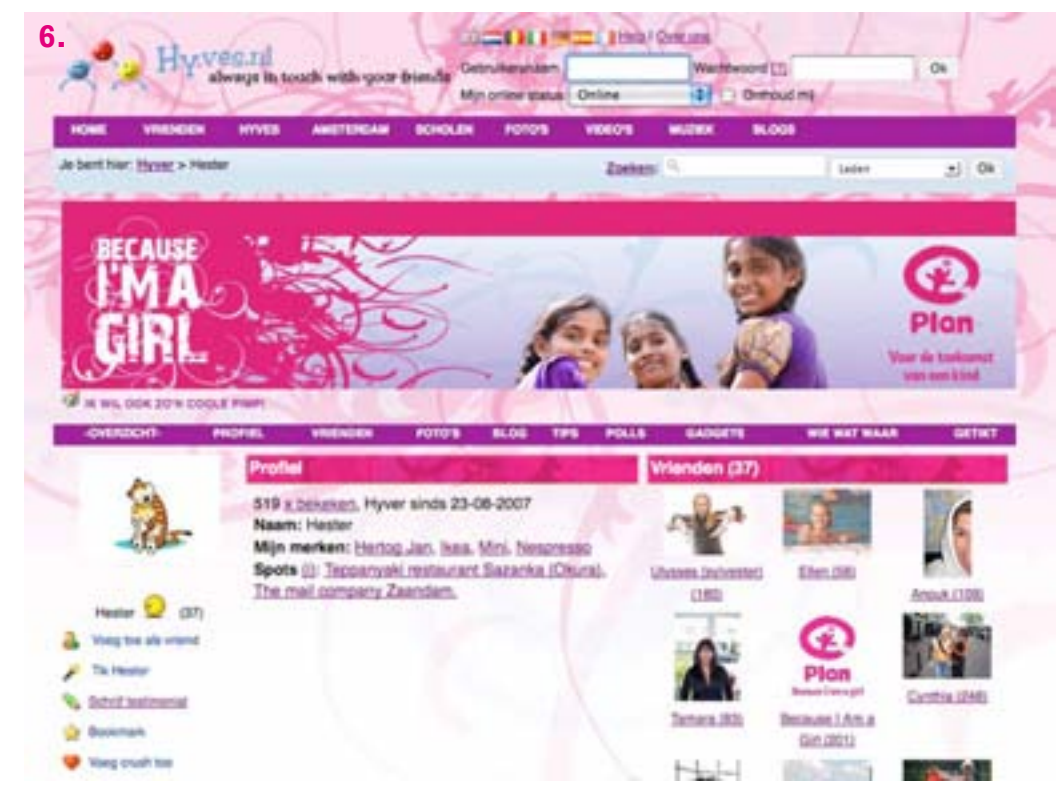 6.
Hyves.nl
always in touch with your friends
Help | Over ons
Gebruikersnaam Wachtwoord [?] Ok
Mijn online status Online Onthoud mij
HOME VRIENDEN HYVES AMSTERDAM SCHOLEN FOTO'S VIDEO'S MUZIEK BLOGS
Je bent hier: Hyver > Hester Zoeken: Leden Ok
BECAUSE
I'M A
GIRL
Plan
Voor de toekomst
van een kind
IK WIL OOK ZO'N COOLE PIMP!
-OVERZICHT- PROFIEL VRIENDEN FOTO'S BLOG TIPS POLLS GADGETS WIE WAT WAAR GETIKT
Profiel
519 x bekeken, Hyver sinds 23-08-2007
Naam: Hester
Mijn merken: Hertog Jan, Ikea, Mini, Nespresso
Spots (i): Teppanyaki restaurant Sazanka (Okura),
The mail company Zaandam,
Hester (37)
Voeg toe als vriend
Tik Hester
Schrijf testimonial
Bookmark
Voeg crush toe
Vrienden (37)
Ulysses (sylvester)
Ellen (58)
Anouk (109)
Plan
Because I am a girl
Tamara (83)
Because I Am a
Girl (201)
Cynthia (248)